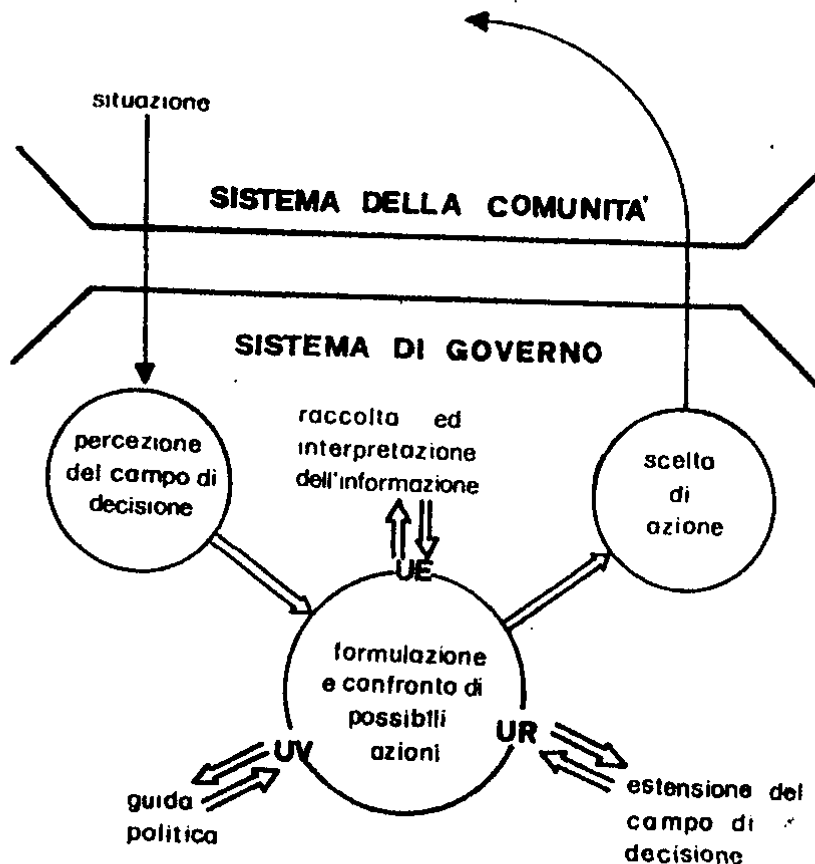 situazione
SISTEMA DELLA COMUNITA'
SISTEMA DI GOVERNO
percezione
del campo di
decisione
raccolta ed
interpretazione
dell'informazione
scelta
di
azione
UE
formulazione
e confronto di
possibili
azioni
UV
UR
guida
politica
estensione del
campo di
decisione